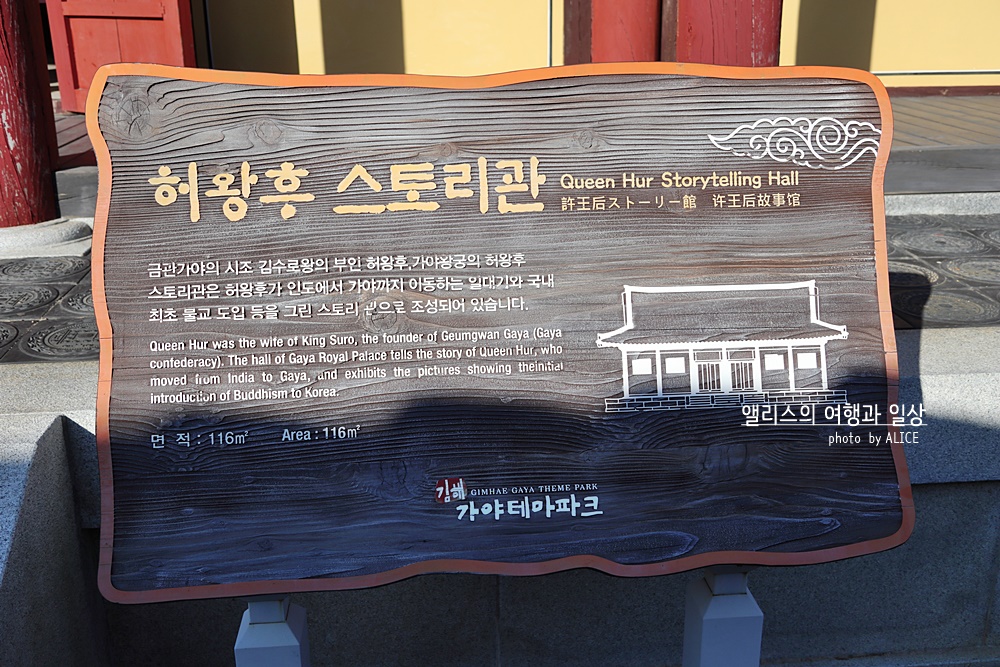 허왕후 스토리관
Queen Hur Storytelling Hall
許王后ストーリー館 许王后故事馆
금관가야의 시조 김수로왕의 부인 허왕후,가야왕궁의 허왕후
스토리관은 허왕후가 인도에서 가야까지 이동하는 일대기와 국내
최초 불교 도입 등을 그린 스토리 관으로 조성되어 있습니다.
Queen Hur was the wife of King Suro, the founder of Geumgwan Gaya (Gaya
confederacy). The hall of Gaya Royal Palace tells the story of Queen Hur, who
moved from India to Gaya, and exhibits the pictures showing theinitial
introduction of Buddhism to Korea.
면 적 : 116㎡ Area : 116㎡
앨리스의 여행과 일상
photo by ALICE
김해 GIMHAE GAYA THEME PARK
가야테마파크